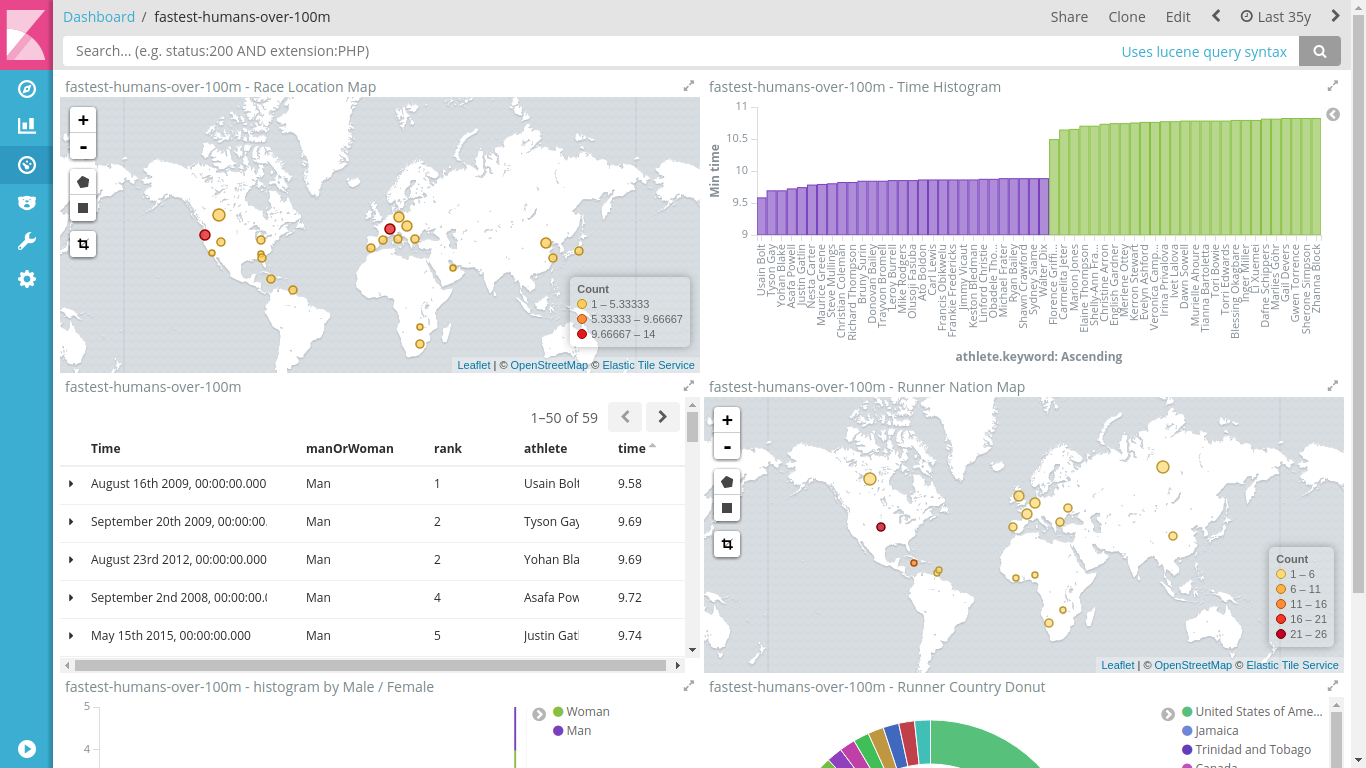 Dashboard / fastest-humans-over-100m
Share Clone Edit Last 35y
Search... (e.g. status:200 AND extension:PHP) Uses lucene query syntax
fastest-humans-over-100m - Race Location Map
+
-
Count
1 – 5.33333
5.33333 – 9.66667
9.66667 – 14
Leaflet | © OpenStreetMap © Elastic Tile Service
fastest-humans-over-100m - Time Histogram
Min time
11
10.5
10
9.5
9
Usain Bolt
Tyson Gay
Yohan Blake
Asafa Powell
Justin Gatlin
Nesta Carter
Maurice Greene
Steve Mullings
Christian Coleman
Richard Thompson
Bruny Surin
Donovan Bailey
Trayvon Bromell
Leroy Burrell
Mike Rodgers
Olusoji Fasuba
Ato Boldon
Carl Lewis
Francis Obikwelu
Frankie Fredericks
Jimmy Vicaut
Keston Bledman
Linford Christie
Obadele Tho...
Michael Frater
Ryan Bailey
Shawn Crawford
Sydney Siame
Walter Dix
Florence ...
Carmelita Jeter
Marion Jones
Elaine Thompson
Shelly-Ann Fra...
Christine Arron
English Gardner
Merlene Ottey
Kerron Stewart
Evelyn Ashford
Veronica Camp...
Irina Privalova
Ivet Lalova
Dawn Sowell
Murielle Ahoure
Tianna Bartoletta
Tori Bowie
Torri Edwards
Blessing Okagbare
Inger Miller
Li Xuemei
Dafne Schippers
Marlies Göhr
Gail Devers
Gwen Torrence
Sherone Simpson
Zhanna Block
athlete.keyword: Ascending
fastest-humans-over-100m
1–50 of 59
Time manOrWoman rank athlete time
August 16th 2009, 00:00:00.000 Man 1 Usain Bolt 9.58
September 20th 2009, 00:00:00. Man 2 Tyson Gay 9.69
August 23rd 2012, 00:00:00.000 Man 2 Yohan Bla 9.69
September 2nd 2008, 00:00:00.0 Man 4 Asafa Pow 9.72
May 15th 2015, 00:00:00.000 Man 5 Justin Gatl 9.74
fastest-humans-over-100m - Runner Nation Map
+
-
Count
1 – 6
6 – 11
11 – 16
16 – 21
21 – 26
Leaflet | © OpenStreetMap © Elastic Tile Service
fastest-humans-over-100m - histogram by Male / Female
5
4
Woman
Man
fastest-humans-over-100m - Runner Country Donut
United States of Ame...
Jamaica
Trinidad and Tobago
Canada